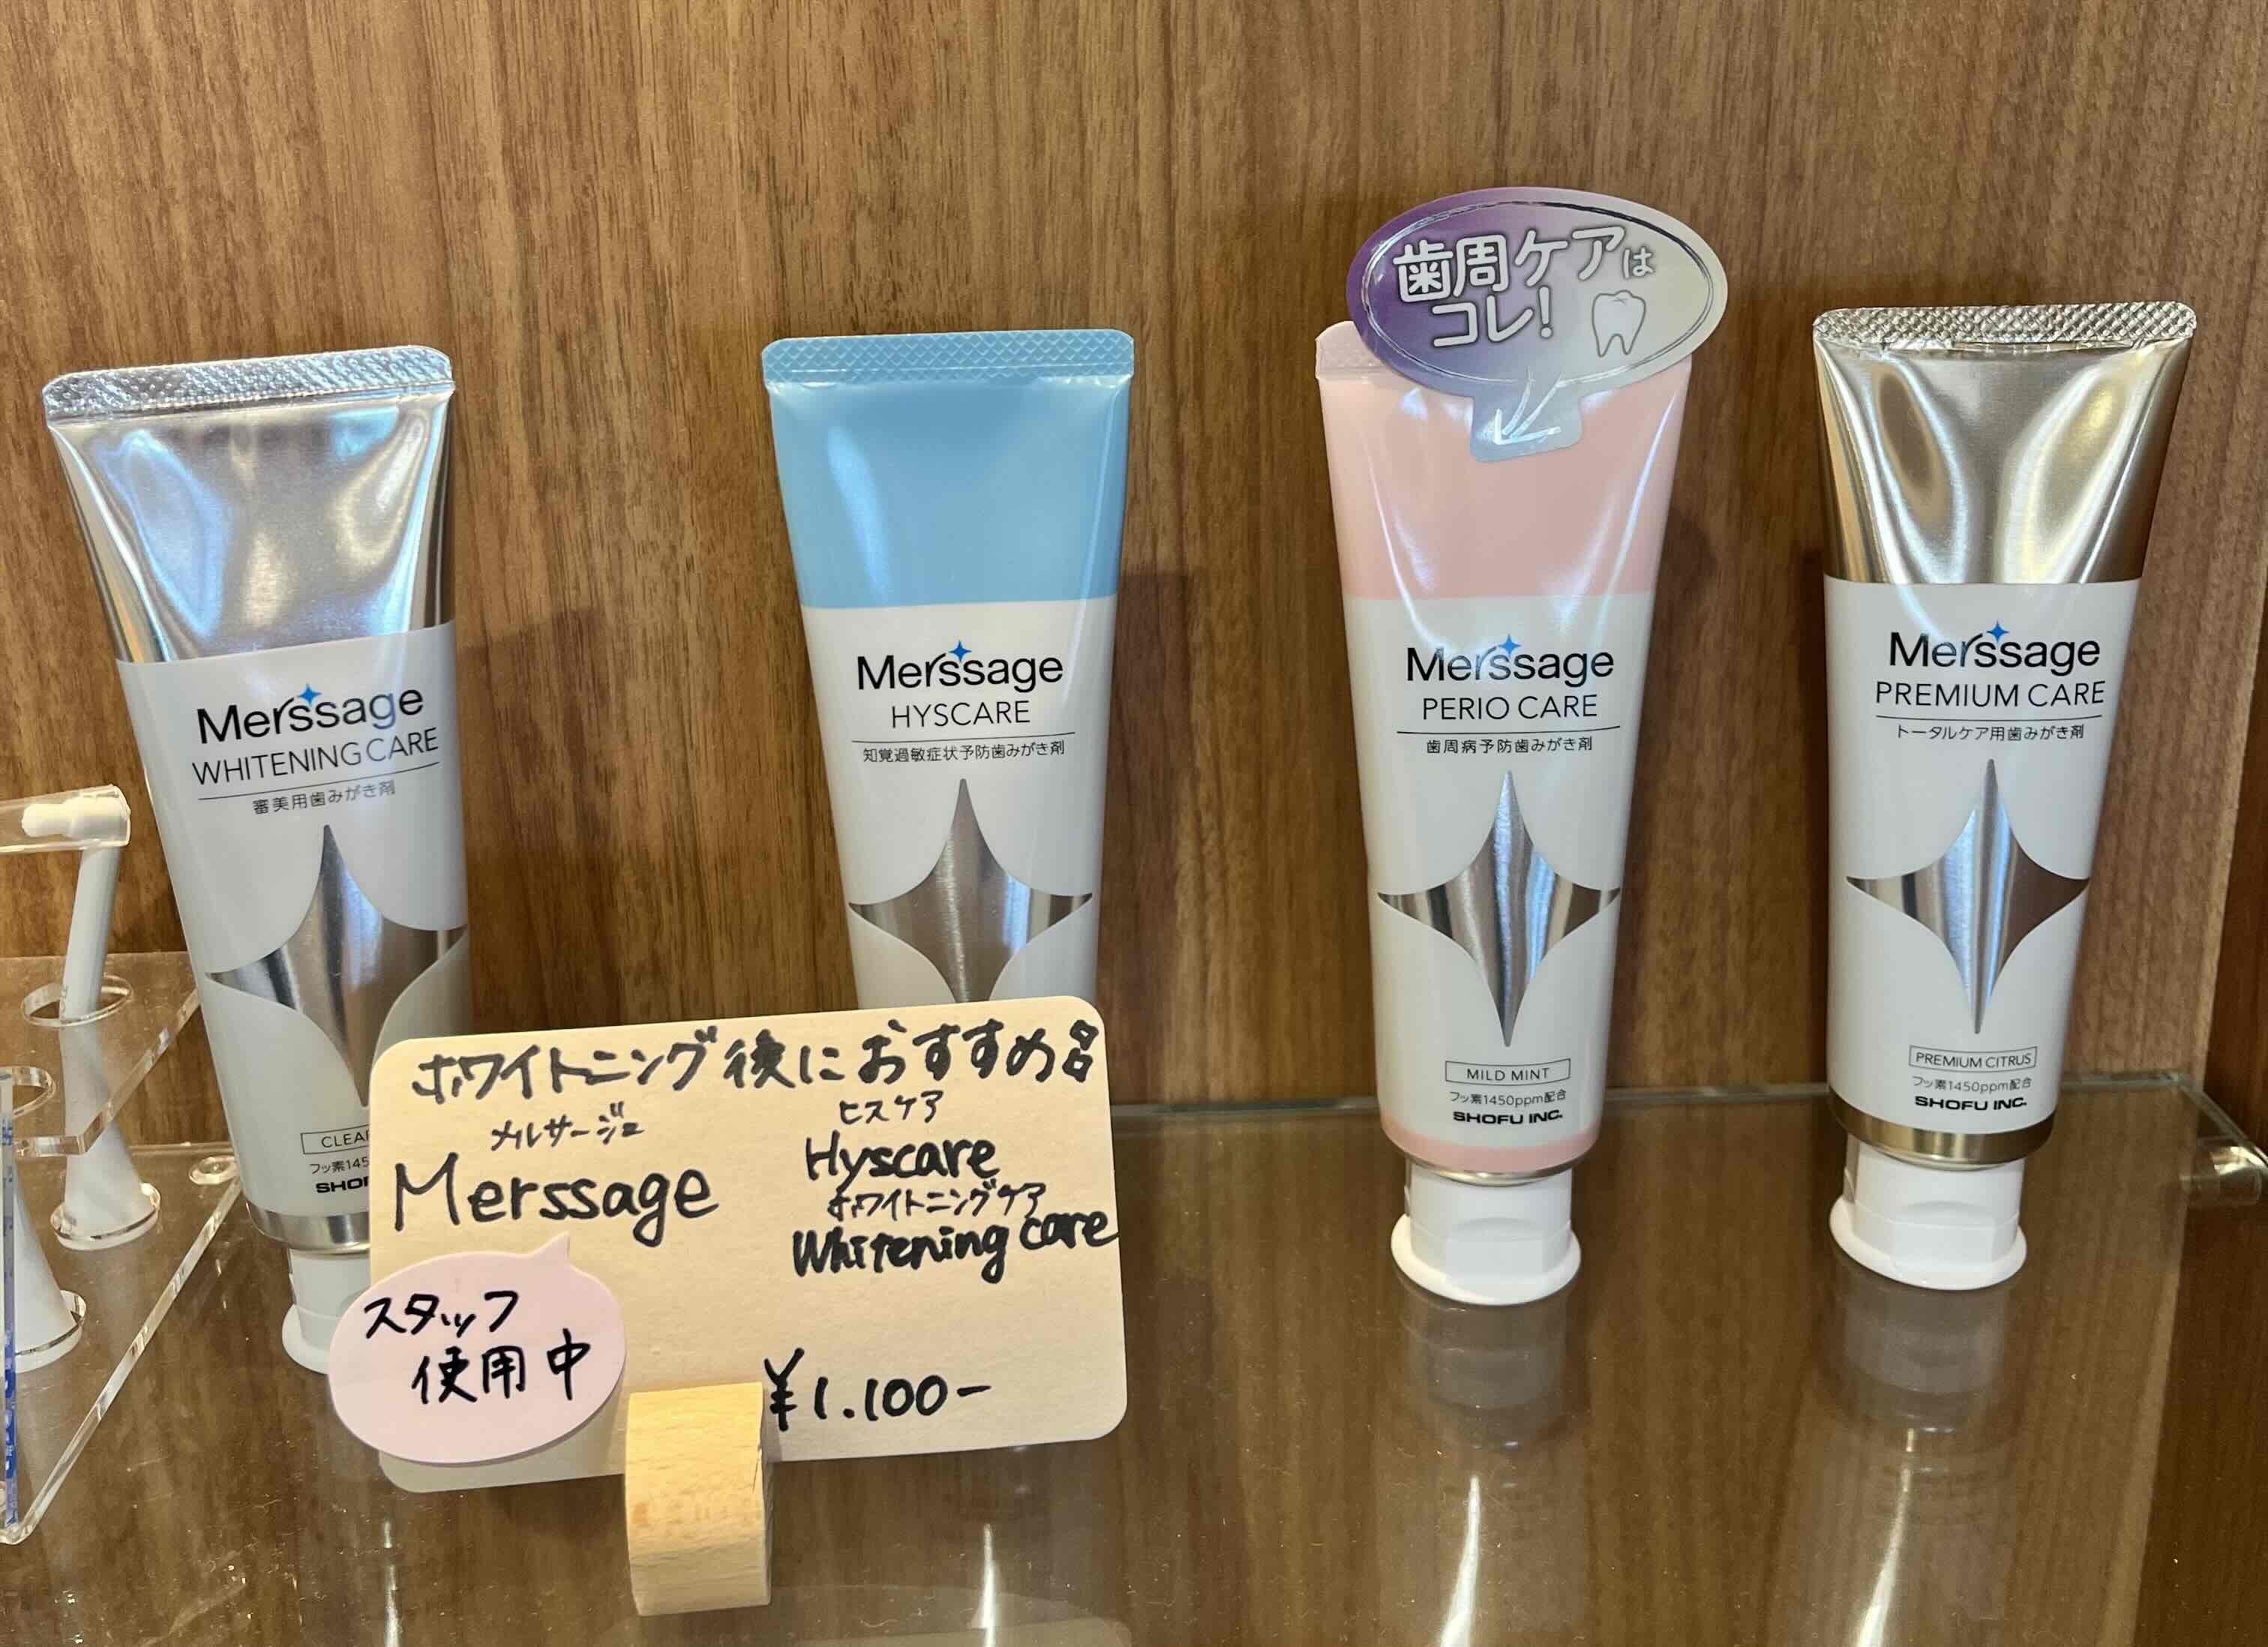 Merssage
WHITENING CARE
審美用歯みがき剤
フッ素145
Merssage
HYSCARE
知覚過敏症状予防歯みがき剤
歯周ケアは
コレ!
Merssage
PERIO CARE
歯周病予防歯みがき剤
MILD MINT
フッ素1450ppm配合
SHOFU INC.
Merssage
PREMIUM CARE
トータルケア用歯みがき剤
PREMIUM CITRUS
フッ素1450ppm配合
SHOFU INC.
ホワイトニング後におすすめ
メルサージュ
Merssage
ヒスケア
Hyscare
ホワイトニングケア
Whitening care
¥1.100-
スタッフ
使用中